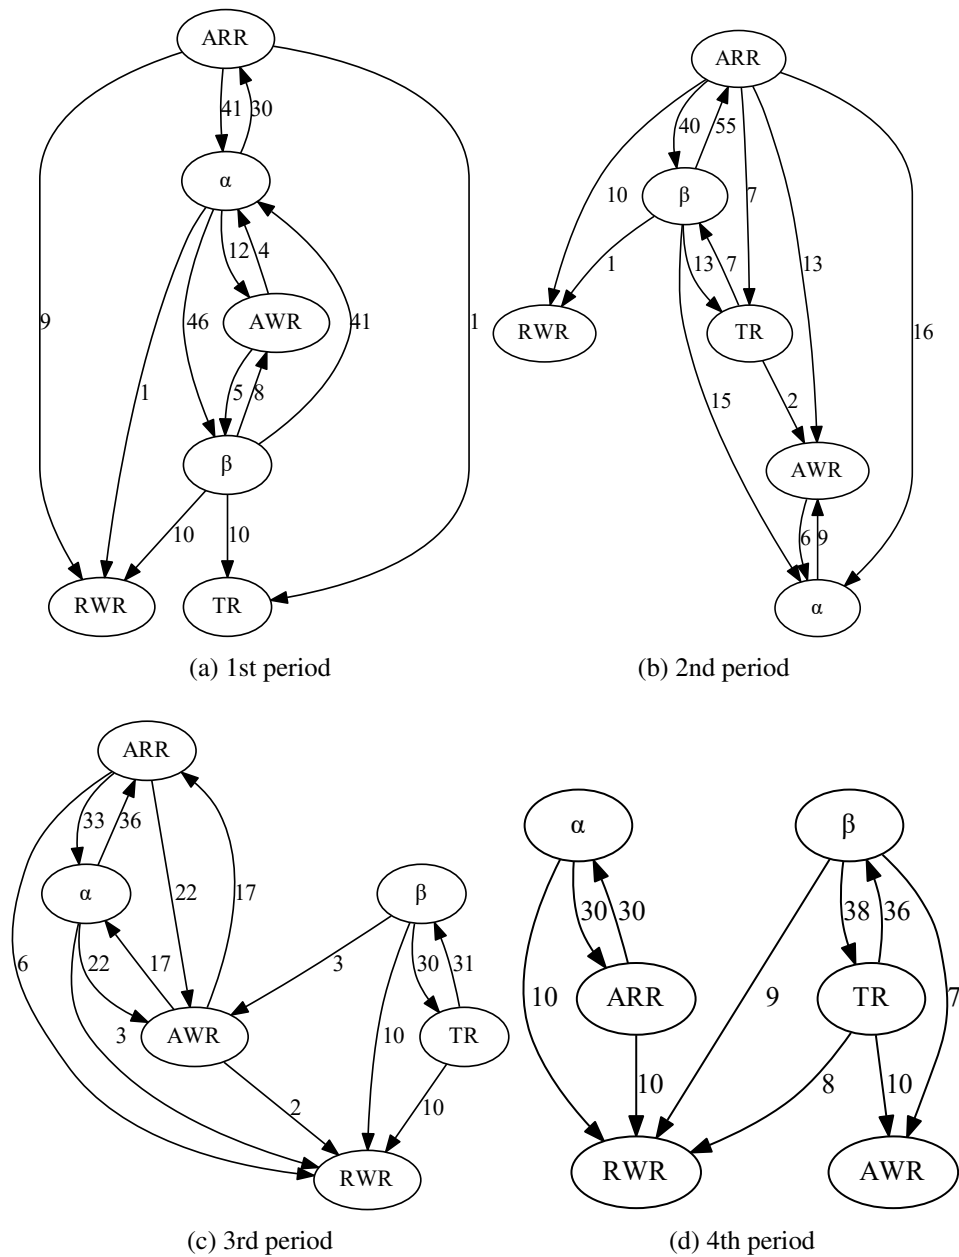 ARR
41 30
α
12 4
9 46 AWR 41 1
1 5 8
β
10 10
RWR TR
(a) 1st period
ARR
40 55
10 β 7
1 13 7 13
RWR TR 16
15 2
AWR
6 9
α
(b) 2nd period
ARR
33 36
α 22 17 β
6 22 17 3 30 31
3 AWR 10 TR
2 10
RWR
(c) 3rd period
α β
30 30 38 36
10 ARR 9 TR 7
10 8 10
RWR AWR
(d) 4th period